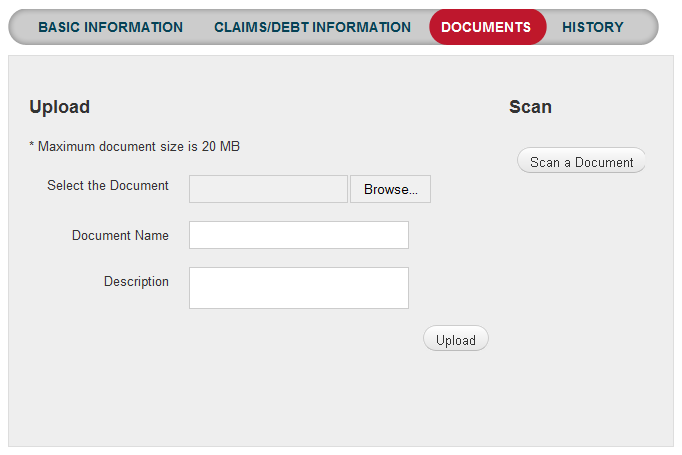 BASIC INFORMATION CLAIMS/DEBT INFORMATION DOCUMENTS HISTORY
Upload Scan
* Maximum document size is 20 MB
Scan a Document
Select the Document Browse...
Document Name
Description
Upload